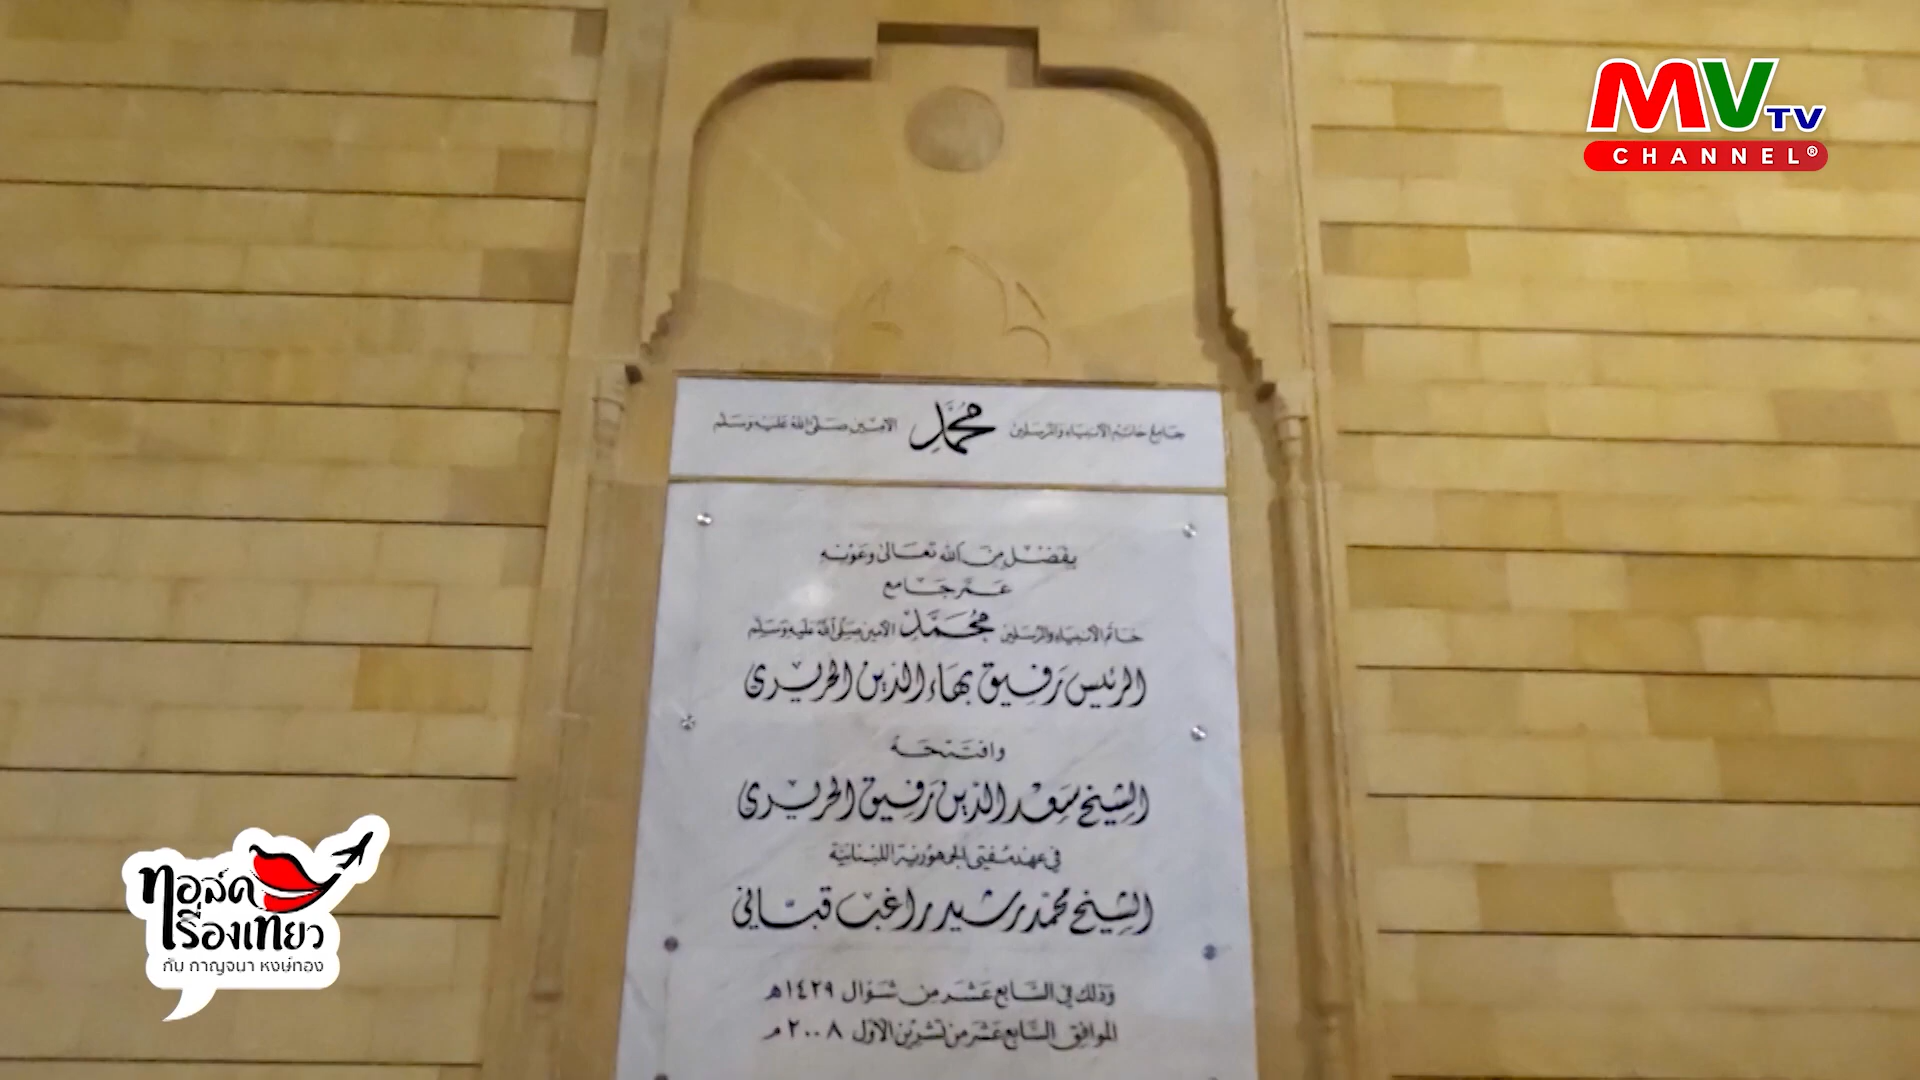 MVTV
CHANNEL®
جامع خاتم الأنبياء والمرسلين محمد الأمين صلى الله عليه وسلم
بفضل من الله تعالى وعونه
عمر جامع
خاتم الأنبياء والمرسلين محمد الأمين صلى الله عليه وسلم
الرئيس رفيق بهاء الدين الحريري
وافتتحه
الشيخ سعد الدين رفيق الحريري
في عهد مفتي الجمهورية اللبنانية
الشيخ محمد رشيد راغب قباني
وذلك في السابع عشر من شوال ١٤٢٩هـ
الموافق السابع عشر من تشرين الأول ٢٠٠٨ م
ทอล์ค
เรื่องเที่ยว
กับ กาญจนา หงษ์ทอง